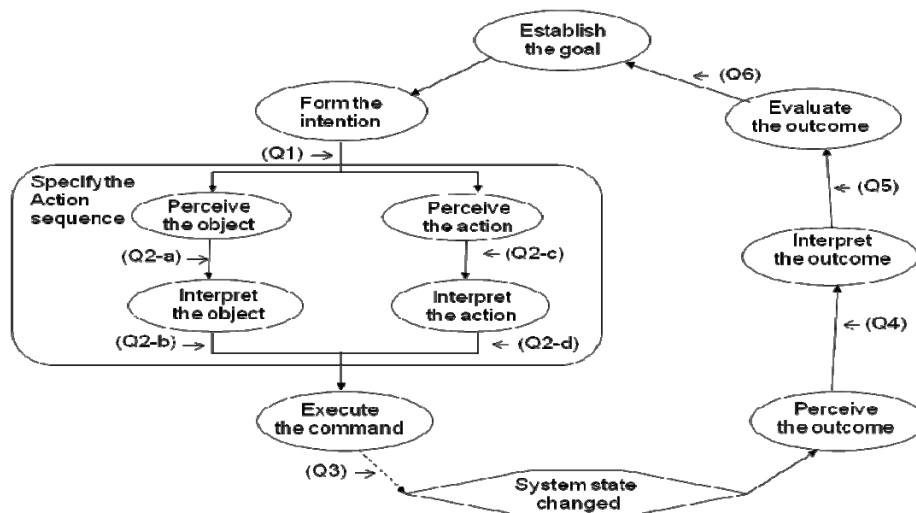 Establish
the goal
← (Q6)
Form the
intention
Evaluate
the outcome
(Q1) →
Specify the
Action
sequence
Perceive
the object
Perceive
the action
← (Q5)
(Q2-a) →
← (Q2-c)
Interpret
the outcome
Interpret
the object
Interpret
the action
← (Q4)
(Q2-b) →
← (Q2-d)
Execute
the command
Perceive
the outcome
(Q3) →
System state
changed